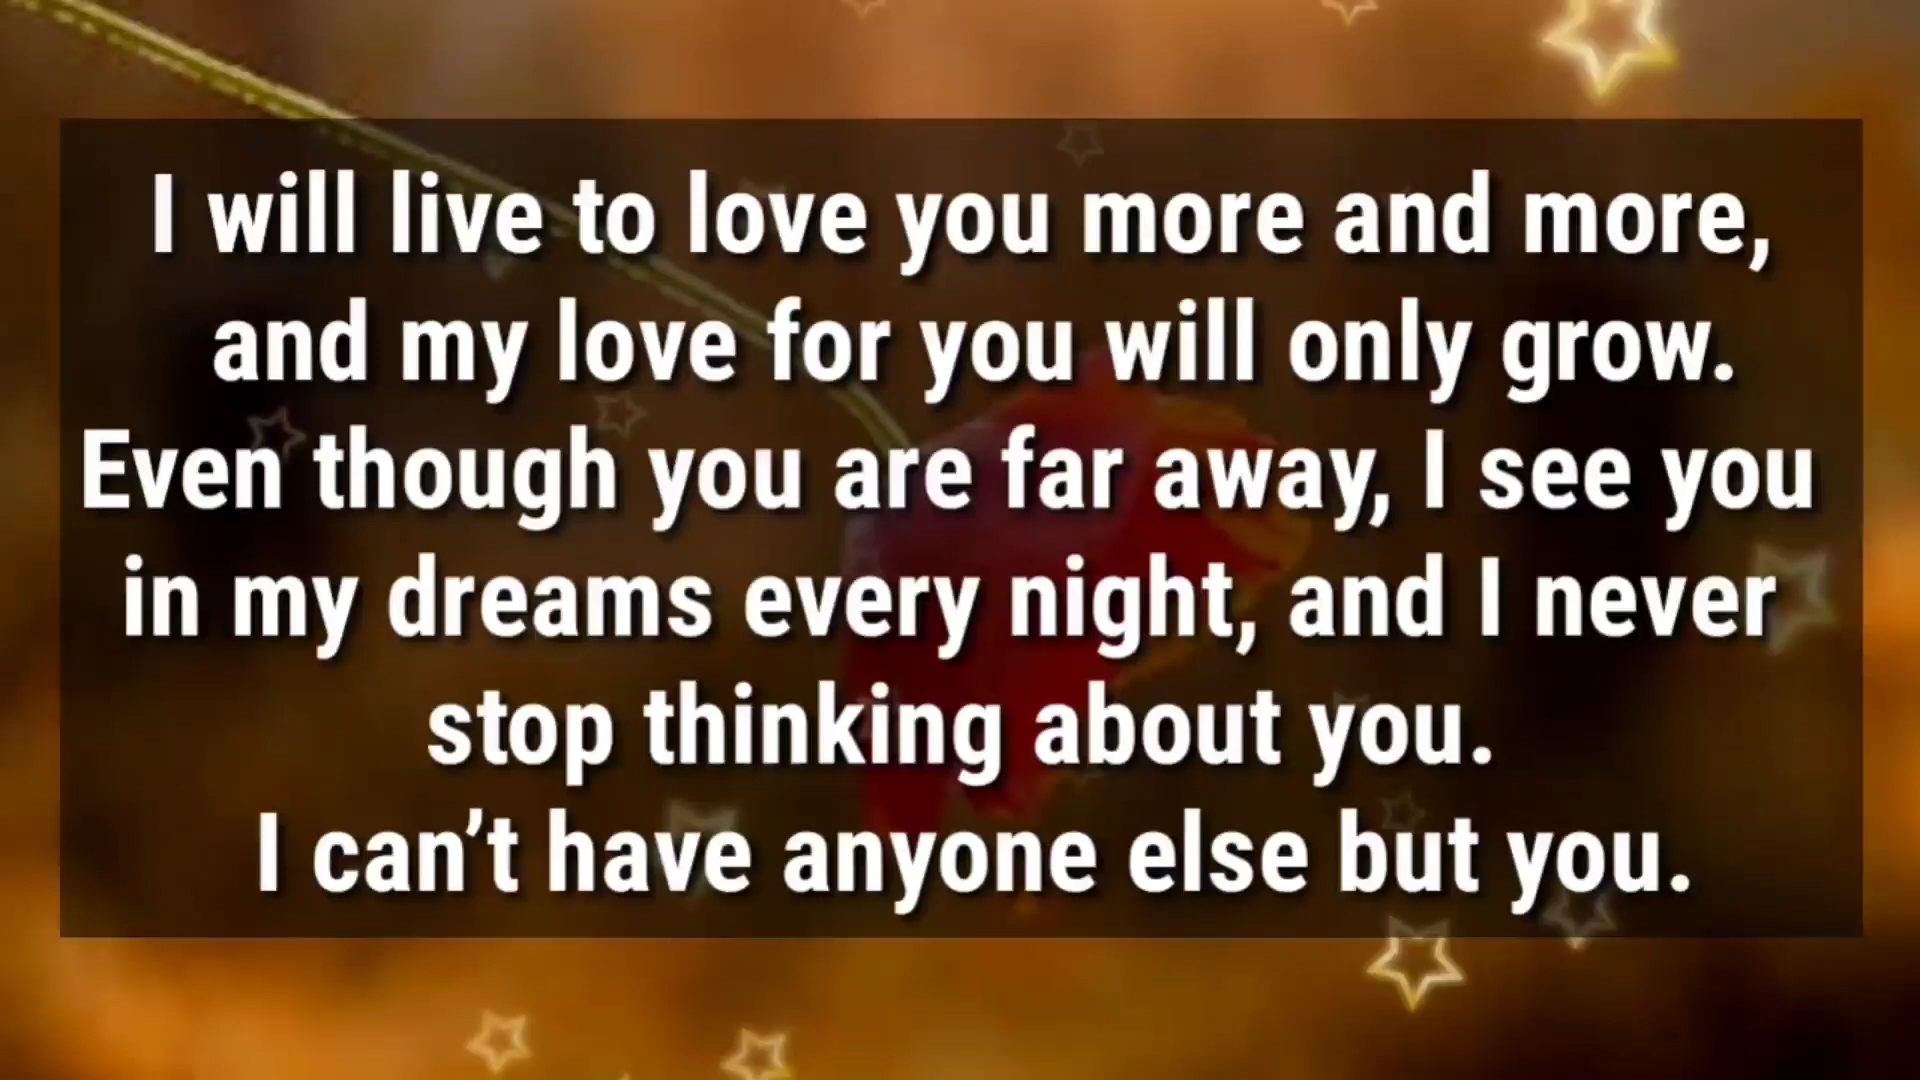 I will live to love you more and more,
and my love for you will only grow.
Even though you are far away, I see you
in my dreams every night, and I never
stop thinking about you.
I can’t have anyone else but you.